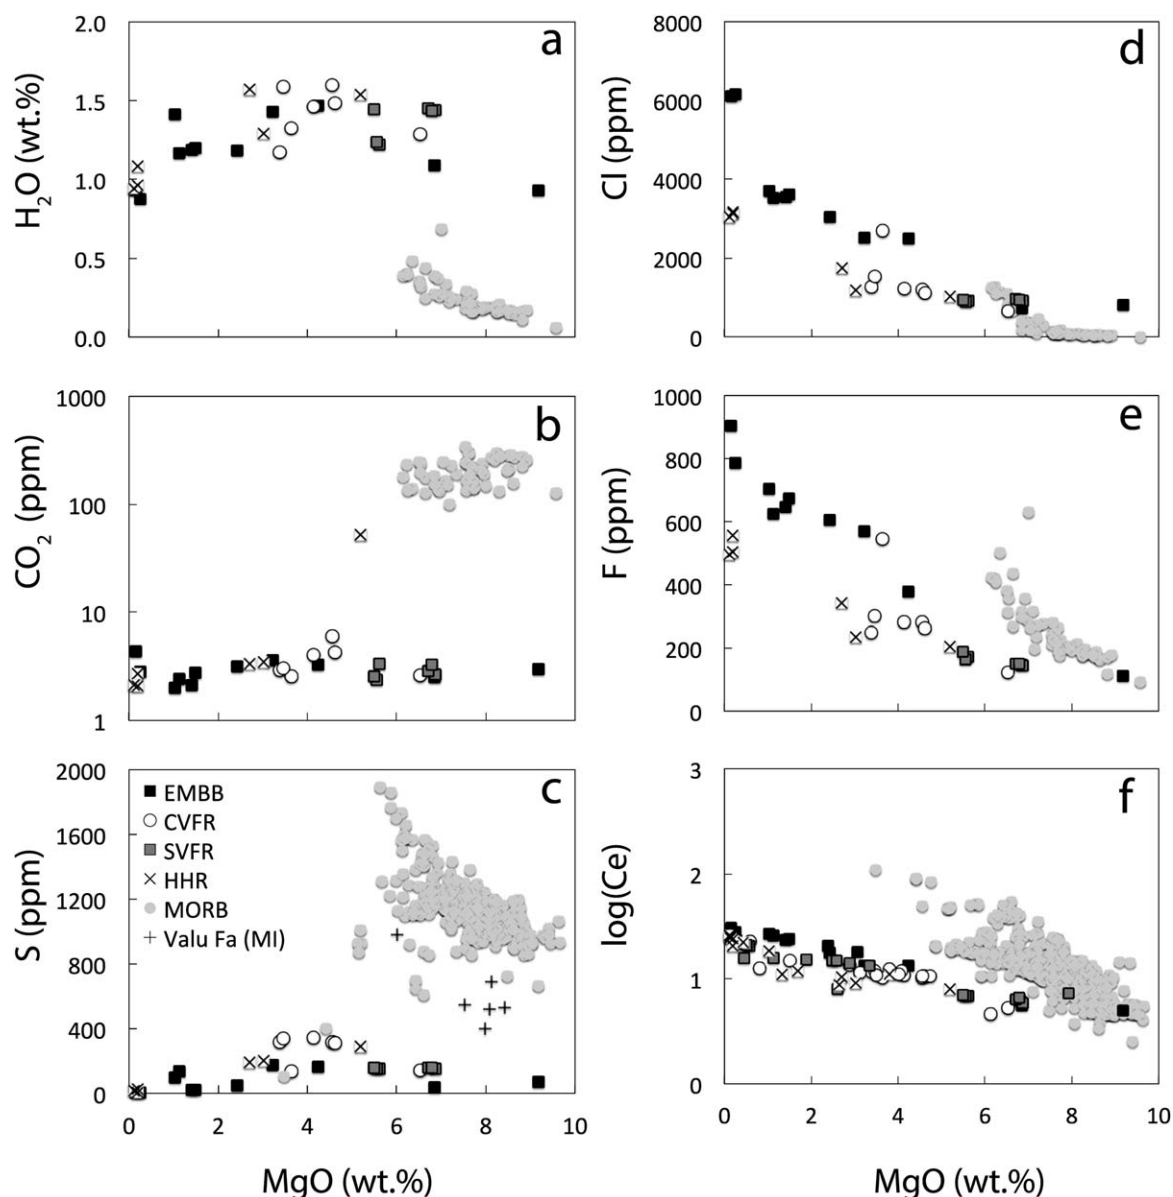 a
H₂O (wt.%)
2.0
1.5
1.0
0.5
0.0
d
Cl (ppm)
8000
6000
4000
2000
0
b
CO₂ (ppm)
1000
100
10
1
e
F (ppm)
1000
800
600
400
200
0
c
S (ppm)
2000
1600
1200
800
400
0
EMBB
CVFR
SVFR
HHR
MORB
Valu Fa (MI)
0 2 4 6 8 10
MgO (wt.%)
f
log(Ce)
3
2
1
0
0 2 4 6 8 10
MgO (wt.%)